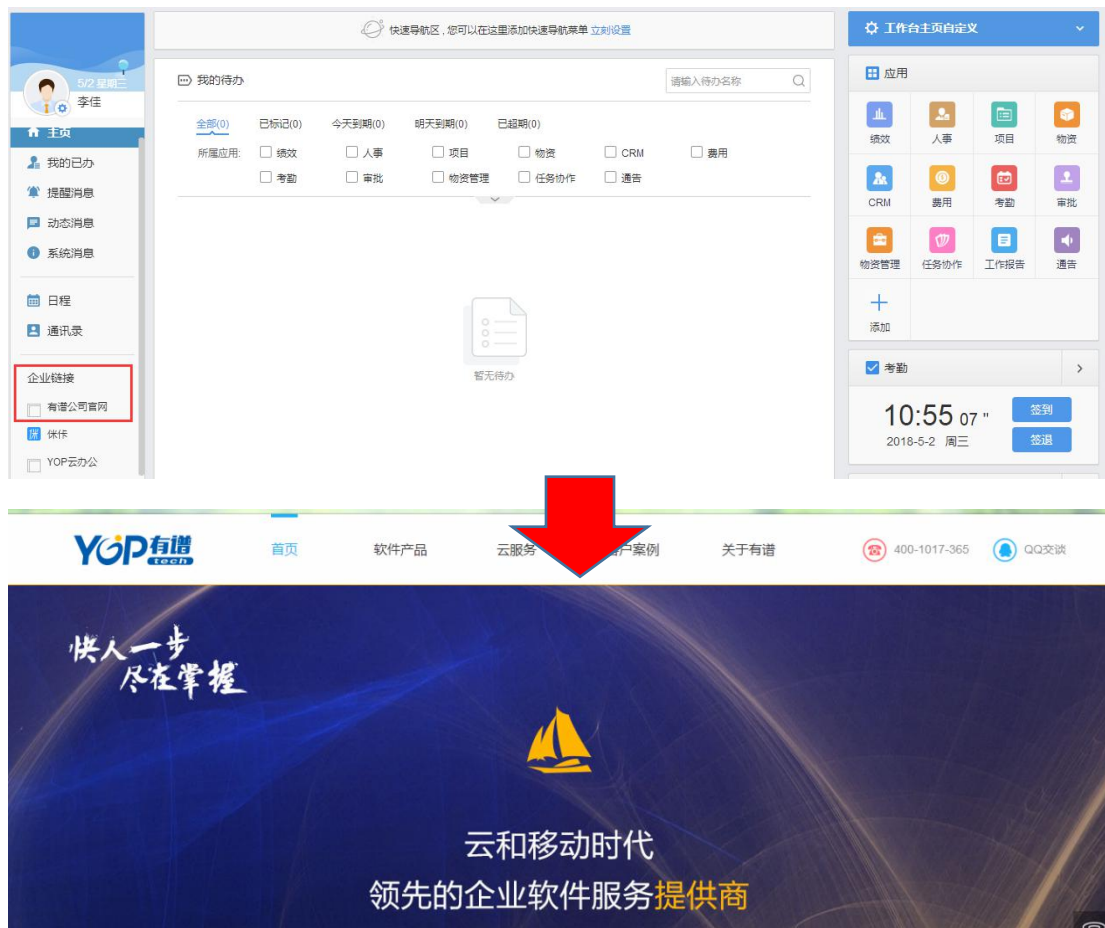 快速导航区，您可以在这里添加快速导航菜单 立刻设置
5/2 星期三
李佳
主页
我的已办
提醒消息
动态消息
系统消息
日程
通讯录
企业链接
有谱公司官网
侎佧
YOP云办公
我的待办
请输入待办名称
全部(0) 已标记(0) 今天到期(0) 明天到期(0) 已超期(0)
所属应用: 绩效 人事 项目 物资 CRM 费用
考勤 审批 物资管理 任务协作 通告
暂无待办
工作台主页自定义
应用
绩效 人事 项目 物资
CRM 费用 考勤 审批
物资管理 任务协作 工作报告 通告
添加
考勤
10:55 07 "
签到
2018-5-2 周三
签退
YOP有谱
tech
首页 软件产品 云服务 户案例 关于有谱
400-1017-365 QQ交谈
快人一步
尽在掌握
云和移动时代
领先的企业软件服务提供商